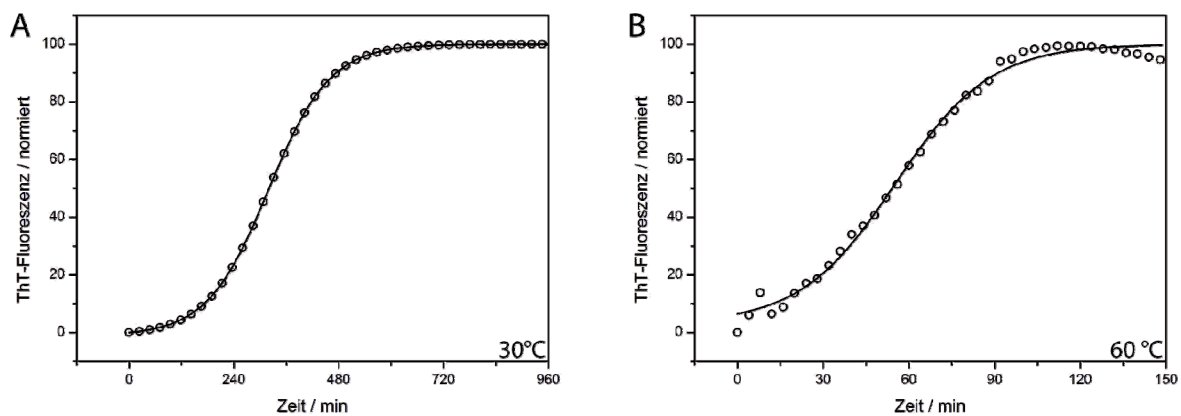 A
ThT-Fluoreszenz / normiert
100
80
60
40
20
0
30°C
0 240 480 720 960
Zeit / min
B
ThT-Fluoreszenz / normiert
100
80
60
40
20
0
60 °C
0 30 60 90 120 150
Zeit / min